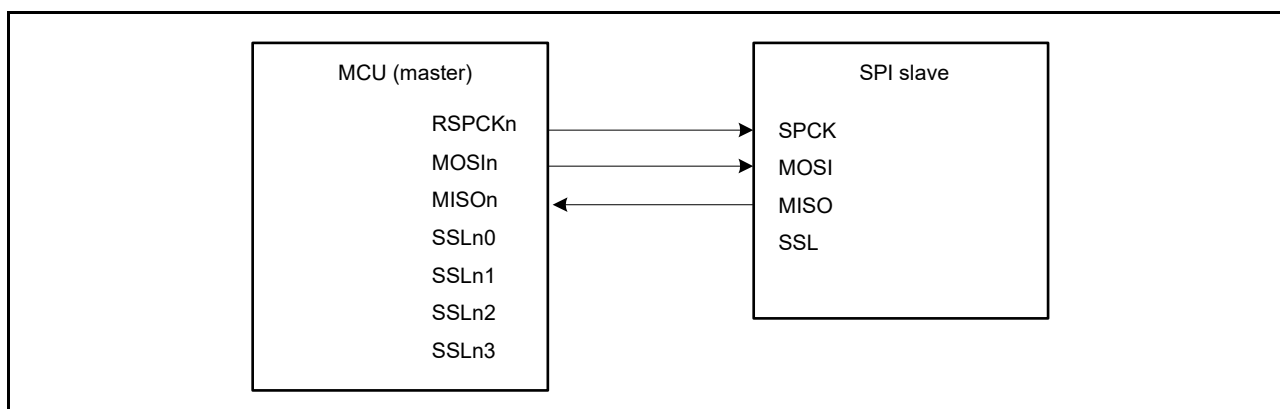 MCU (master)
RSPCKn
MOSIn
MISOn
SSLn0
SSLn1
SSLn2
SSLn3
SPI slave
SPCK
MOSI
MISO
SSL